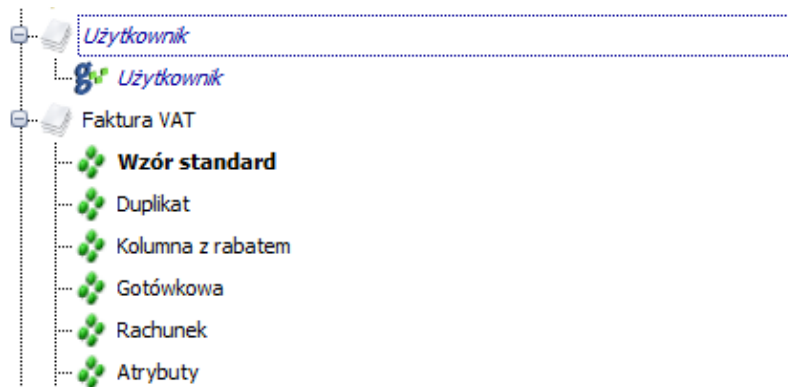 Użytkownik
Użytkownik
Faktura VAT
Wzór standard
Duplikat
Kolumna z rabatem
Gotówkowa
Rachunek
Atrybuty